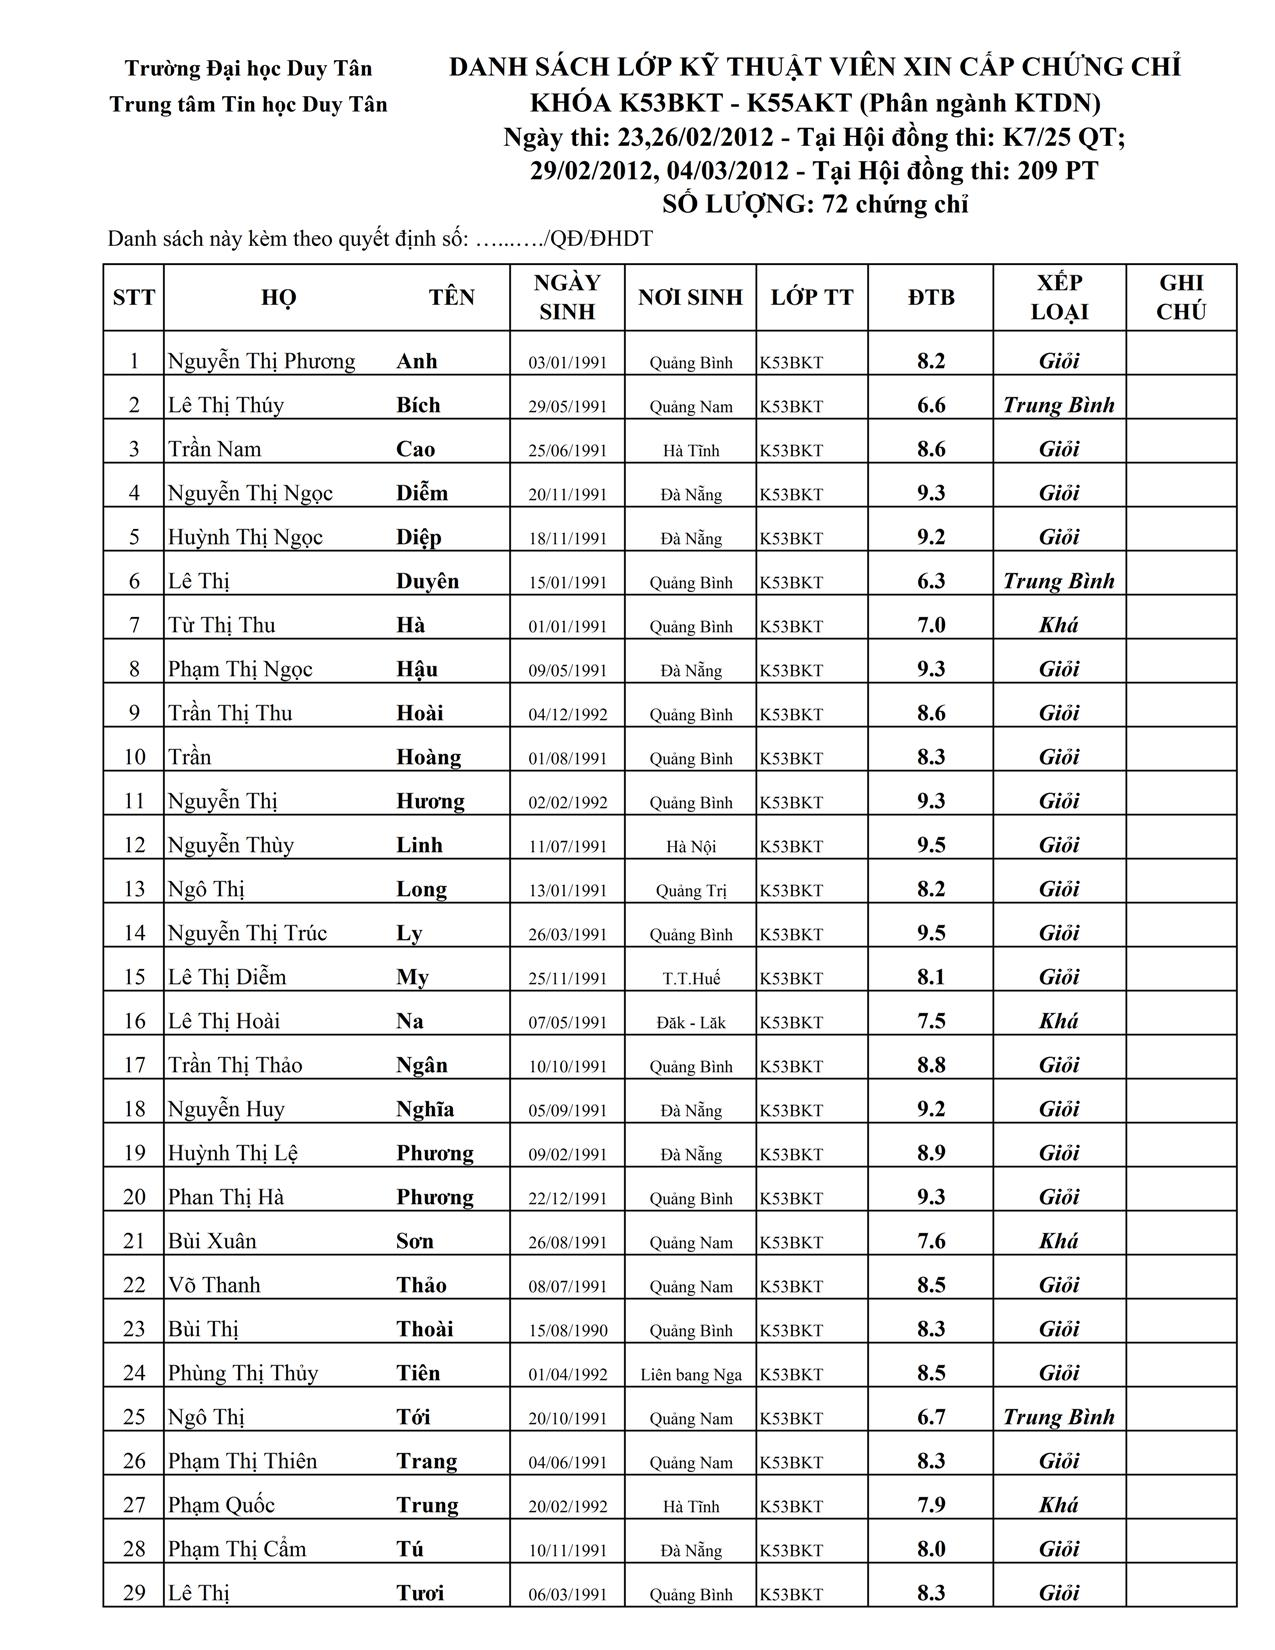 Trường Đại học Duy Tân
Trung tâm Tin học Duy Tân
DANH SÁCH LỚP KỸ THUẬT VIÊN XIN CẤP CHỨNG CHỈ
KHÓA K53BKT - K55AKT (Phân ngành KTDN)
Ngày thi: 23,26/02/2012 - Tại Hội đồng thi: K7/25 QT;
29/02/2012, 04/03/2012 - Tại Hội đồng thi: 209 PT
SỐ LƯỢNG: 72 chứng chỉ
Danh sách này kèm theo quyết định số: …...…./QĐ/ĐHDT
STT HỌ TÊN NGÀY SINH NƠI SINH LỚP TT ĐTB XẾP LOẠI GHI CHÚ
1 Nguyễn Thị Phương Anh 03/01/1991 Quảng Bình K53BKT 8.2 Giỏi
2 Lê Thị Thúy Bích 29/05/1991 Quảng Nam K53BKT 6.6 Trung Bình
3 Trần Nam Cao 25/06/1991 Hà Tĩnh K53BKT 8.6 Giỏi
4 Nguyễn Thị Ngọc Diễm 20/11/1991 Đà Nẵng K53BKT 9.3 Giỏi
5 Huỳnh Thị Ngọc Diệp 18/11/1991 Đà Nẵng K53BKT 9.2 Giỏi
6 Lê Thị Duyên 15/01/1991 Quảng Bình K53BKT 6.3 Trung Bình
7 Từ Thị Thu Hà 01/01/1991 Quảng Bình K53BKT 7.0 Khá
8 Phạm Thị Ngọc Hậu 09/05/1991 Đà Nẵng K53BKT 9.3 Giỏi
9 Trần Thị Thu Hoài 04/12/1992 Quảng Bình K53BKT 8.6 Giỏi
10 Trần Hoàng 01/08/1991 Quảng Bình K53BKT 8.3 Giỏi
11 Nguyễn Thị Hương 02/02/1992 Quảng Bình K53BKT 9.3 Giỏi
12 Nguyễn Thùy Linh 11/07/1991 Hà Nội K53BKT 9.5 Giỏi
13 Ngô Thị Long 13/01/1991 Quảng Trị K53BKT 8.2 Giỏi
14 Nguyễn Thị Trúc Ly 26/03/1991 Quảng Bình K53BKT 9.5 Giỏi
15 Lê Thị Diễm My 25/11/1991 T.T.Huế K53BKT 8.1 Giỏi
16 Lê Thị Hoài Na 07/05/1991 Đăk - Lăk K53BKT 7.5 Khá
17 Trần Thị Thảo Ngân 10/10/1991 Quảng Bình K53BKT 8.8 Giỏi
18 Nguyễn Huy Nghĩa 05/09/1991 Đà Nẵng K53BKT 9.2 Giỏi
19 Huỳnh Thị Lệ Phương 09/02/1991 Đà Nẵng K53BKT 8.9 Giỏi
20 Phan Thị Hà Phương 22/12/1991 Quảng Bình K53BKT 9.3 Giỏi
21 Bùi Xuân Sơn 26/08/1991 Quảng Nam K53BKT 7.6 Khá
22 Võ Thanh Thảo 08/07/1991 Quảng Nam K53BKT 8.5 Giỏi
23 Bùi Thị Thoài 15/08/1990 Quảng Bình K53BKT 8.3 Giỏi
24 Phùng Thị Thủy Tiên 01/04/1992 Liên bang Nga K53BKT 8.5 Giỏi
25 Ngô Thị Tới 20/10/1991 Quảng Nam K53BKT 6.7 Trung Bình
26 Phạm Thị Thiên Trang 04/06/1991 Quảng Nam K53BKT 8.3 Giỏi
27 Phạm Quốc Trung 20/02/1992 Hà Tĩnh K53BKT 7.9 Khá
28 Phạm Thị Cẩm Tú 10/11/1991 Đà Nẵng K53BKT 8.0 Giỏi
29 Lê Thị Tươi 06/03/1991 Quảng Bình K53BKT 8.3 Giỏi